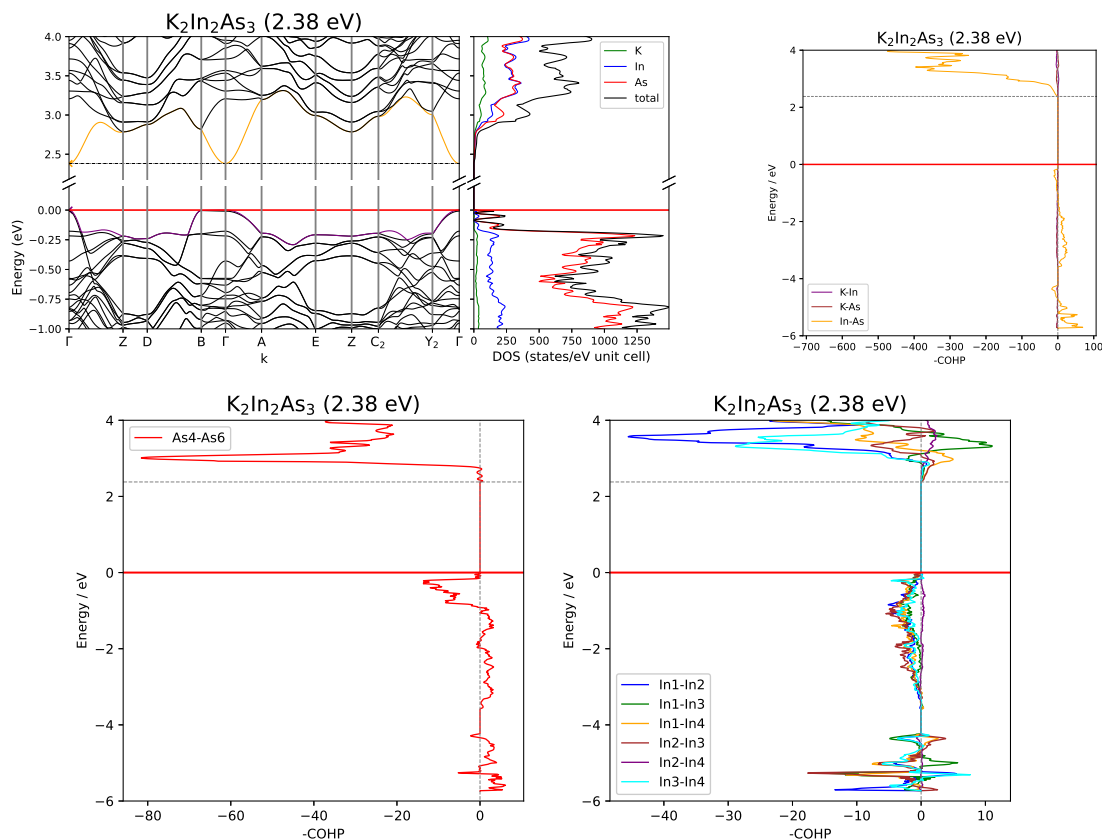 K₂In₂As₃ (2.38 eV)
4.0
3.5
3.0
2.5
0.00
−0.25
−0.50
−0.75
−1.00
Energy (eV)
Γ Z D B Γ A E Z C₂ Y₂ Γ
k
K
In
As
total
0 250 500 750 1000 1250
DOS (states/eV unit cell)
K₂In₂As₃ (2.38 eV)
4
2
0
−2
−4
−6
Energy / eV
K-In
K-As
In-As
−700 −600 −500 −400 −300 −200 −100 0 100
-COHP
K₂In₂As₃ (2.38 eV)
As4-As6
4
2
0
−2
−4
−6
Energy / eV
−80 −60 −40 −20 0
-COHP
K₂In₂As₃ (2.38 eV)
4
2
0
−2
−4
−6
Energy / eV
In1-In2
In1-In3
In1-In4
In2-In3
In2-In4
In3-In4
−40 −30 −20 −10 0 10
-COHP